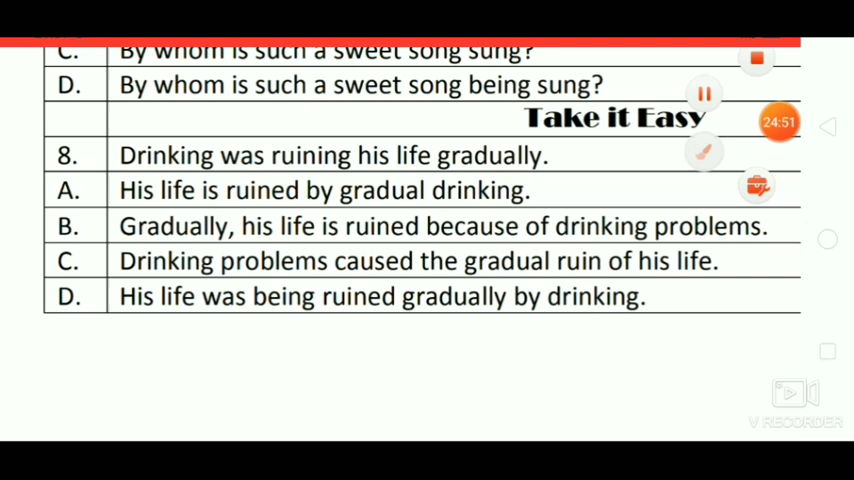 C. By whom is such a sweet song sung?
D. By whom is such a sweet song being sung?
Take it Easy
24:51
8. Drinking was ruining his life gradually.
A. His life is ruined by gradual drinking.
B. Gradually, his life is ruined because of drinking problems.
C. Drinking problems caused the gradual ruin of his life.
D. His life was being ruined gradually by drinking.
V RECORDER